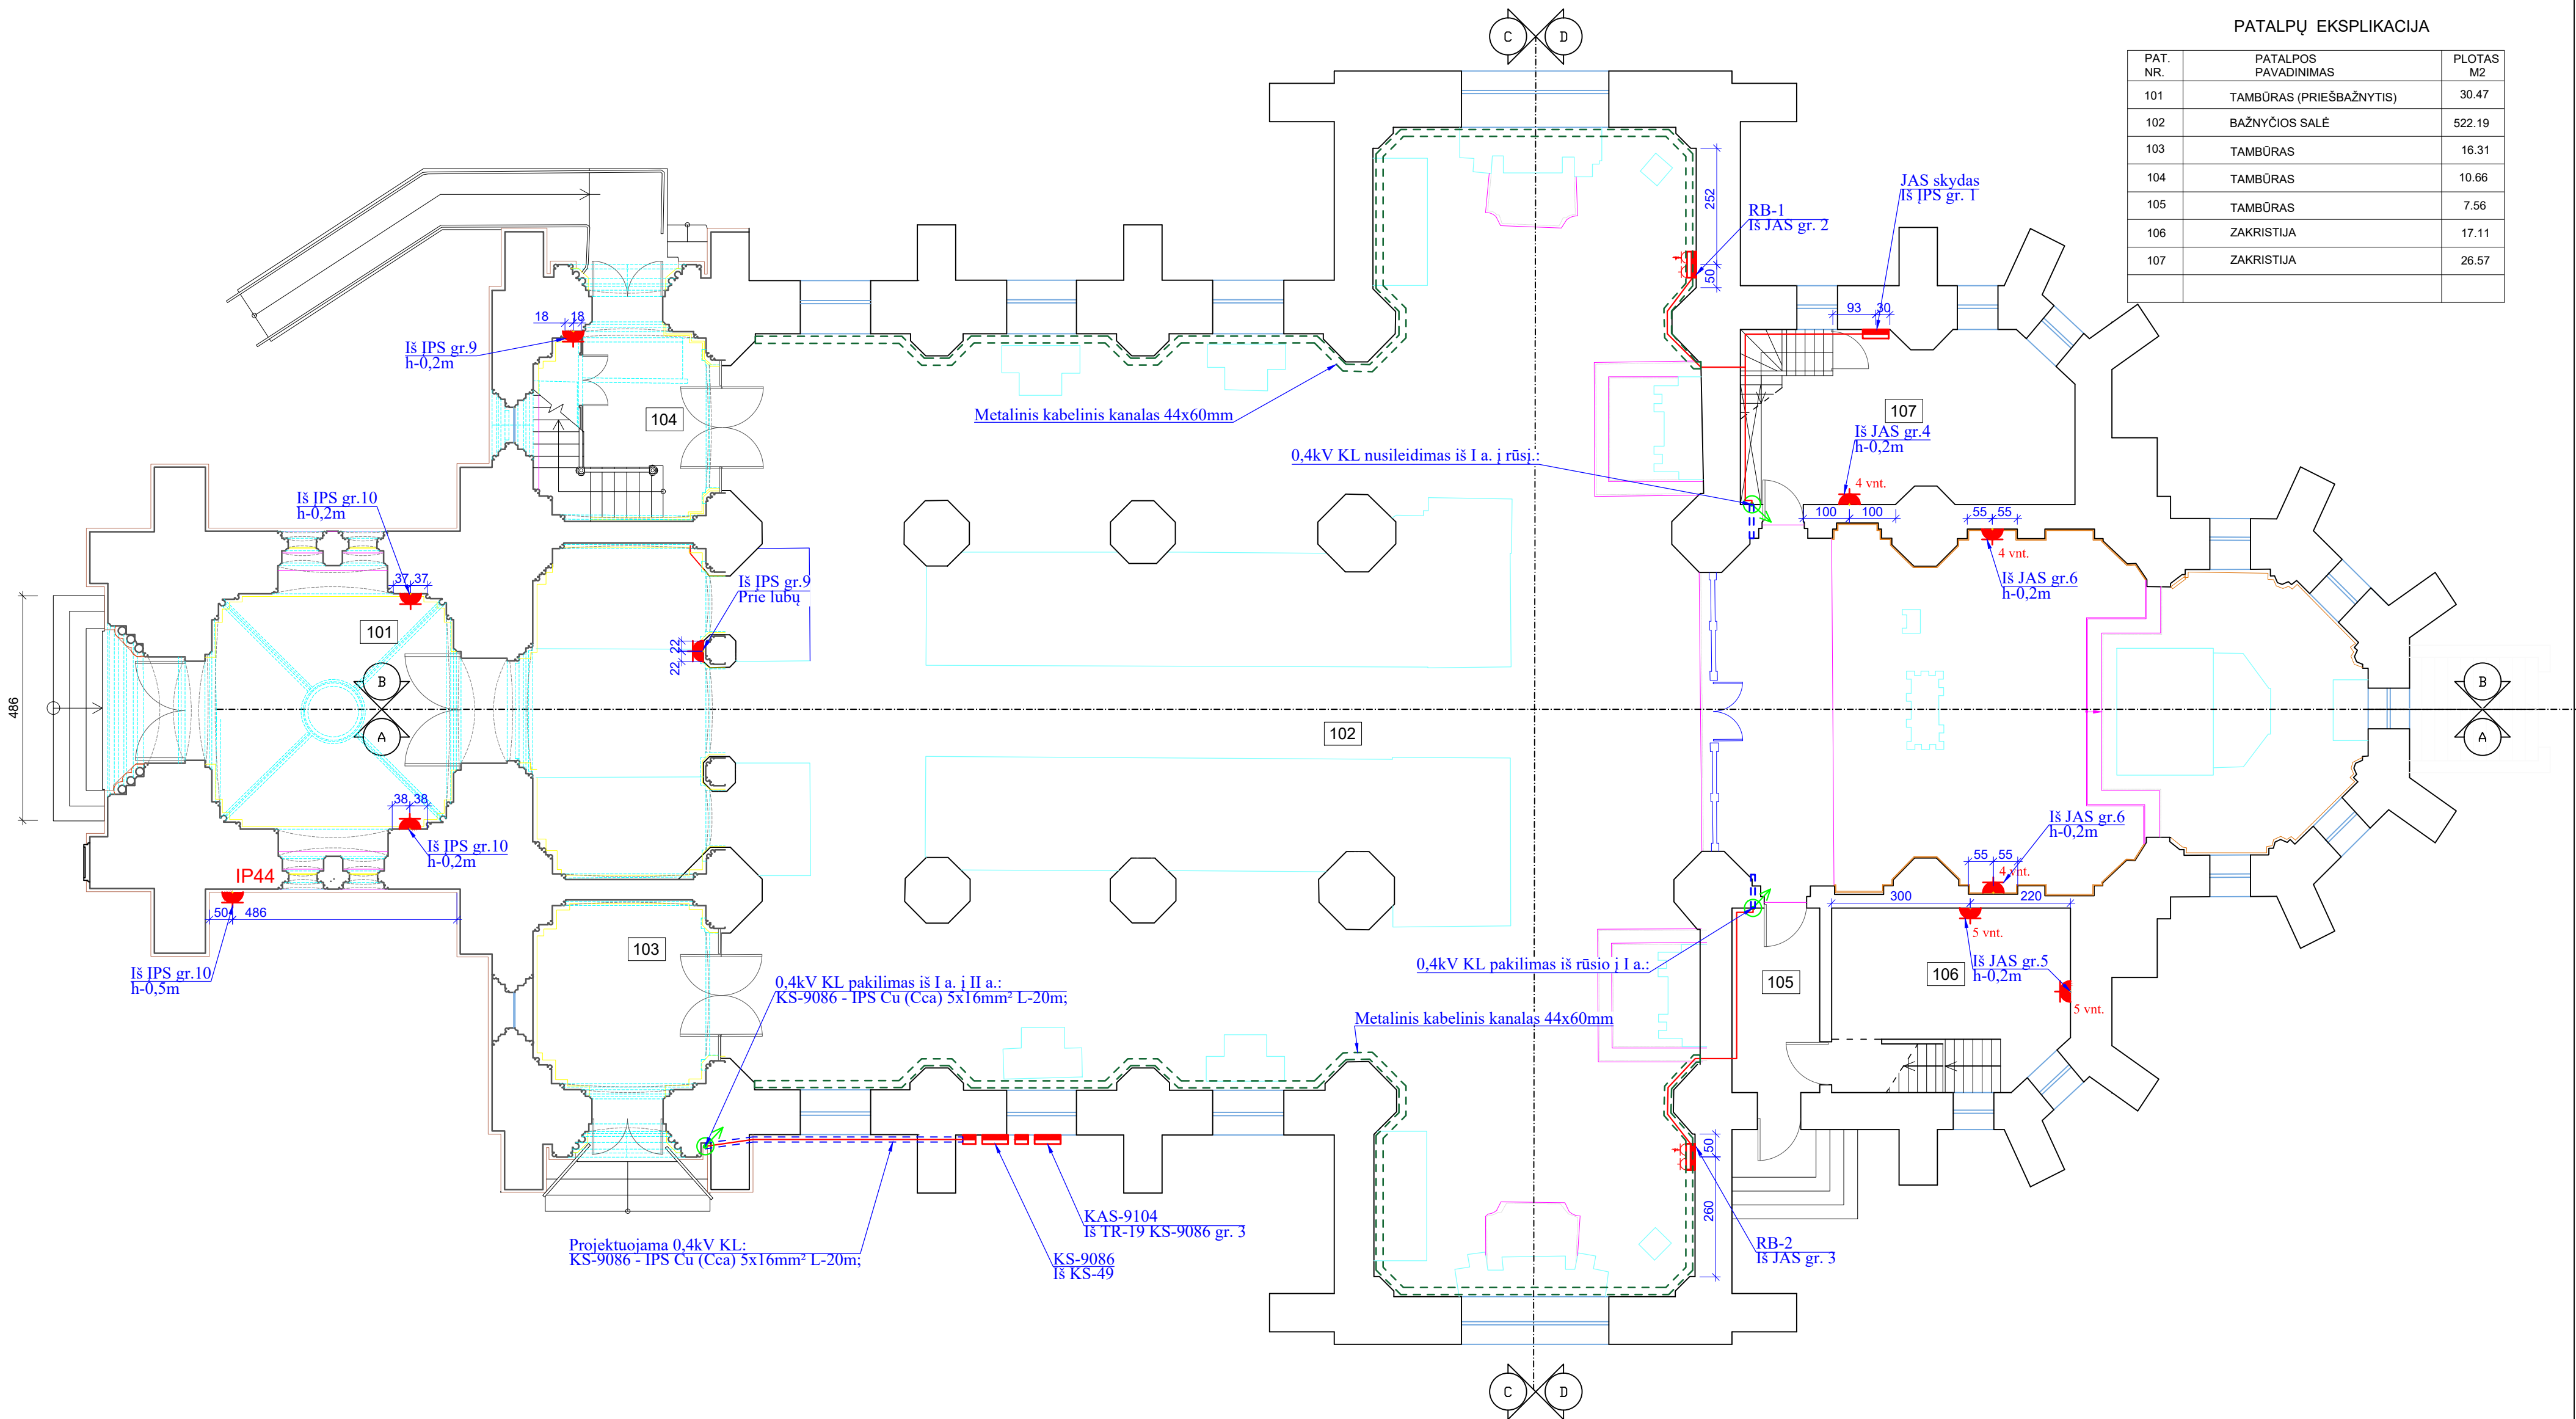 PATALPŲ EKSPLIKACIJA
PAT. NR. PATALPOS PAVADINIMAS PLOTAS M2
101 TAMBŪRAS (PRIEŠBAŽNYTIS) 30.47
102 BAŽNYČIOS SALĖ 522.19
103 TAMBŪRAS 16.31
104 TAMBŪRAS 10.66
105 TAMBŪRAS 7.56
106 ZAKRISTIJA 17.11
107 ZAKRISTIJA 26.57
C D
252
50
RB-1
Iš JAS gr. 2
JAS skydas
Iš ĮPS gr. 1
93 30
18 18
Iš ĮPS gr.9
h-0,2m
104
Metalinis kabelinis kanalas 44x60mm
107
Iš JAS gr.4
h-0,2m
0,4kV KL nusileidimas iš I a. į rūsį.:
4 vnt.
100 100
55 55
4 vnt.
Iš JAS gr.6
h-0,2m
Iš ĮPS gr.10
h-0,2m
37 37
101
Iš ĮPS gr.9
Prie lubų
22 22
B
A
486
102
B
A
38 38
Iš ĮPS gr.10
h-0,2m
IP44
50 486
Iš ĮPS gr.10
h-0,5m
Iš JAS gr.6
h-0,2m
55 55
4 vnt.
300 220
5 vnt.
Iš JAS gr.5
h-0,2m
5 vnt.
106
105
103
0,4kV KL pakilimas iš rūsio į I a.:
0,4kV KL pakilimas iš I a. į II a.:
KS-9086 - ĮPS Cu (Cca) 5x16mm² L-20m;
Metalinis kabelinis kanalas 44x60mm
50
260
KAS-9104
Iš TR-19 KS-9086 gr. 3
KS-9086
Iš KS-49
Projektuojama 0,4kV KL:
KS-9086 - ĮPS Cu (Cca) 5x16mm² L-20m;
RB-2
Iš JAS gr. 3
C D